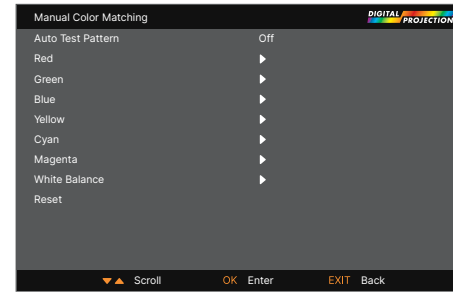 Manual Color Matching
DIGITAL PROJECTION
Auto Test Pattern Off
Red
Green
Blue
Yellow
Cyan
Magenta
White Balance
Reset
Scroll OK Enter EXIT Back